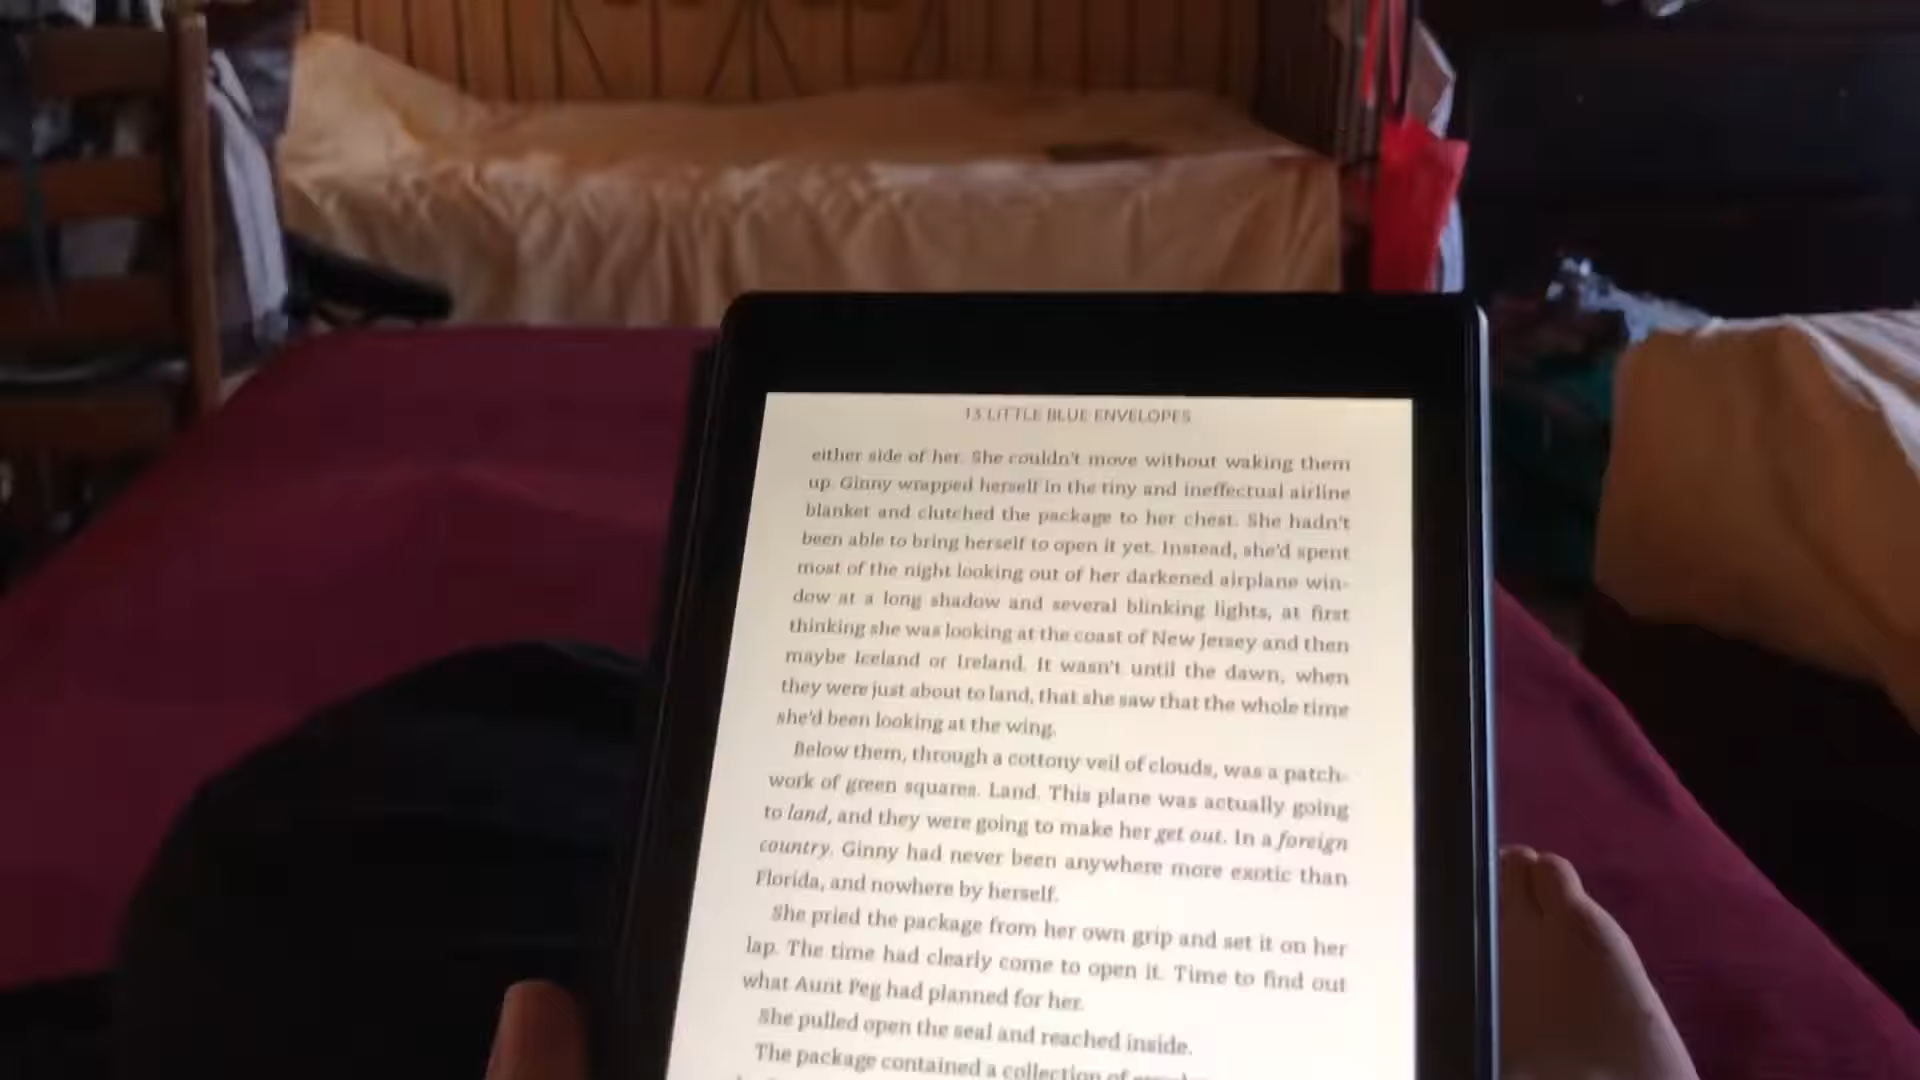 13 LITTLE BLUE ENVELOPES
either side of her. She couldn't move without waking them
up. Ginny wrapped herself in the tiny and ineffectual airline
blanket and clutched the package to her chest. She hadn't
been able to bring herself to open it yet. Instead, she'd spent
most of the night looking out of her darkened airplane win-
dow at a long shadow and several blinking lights, at first
thinking she was looking at the coast of New Jersey and then
maybe Iceland or Ireland. It wasn't until the dawn, when
they were just about to land, that she saw that the whole time
she'd been looking at the wing.
Below them, through a cottony veil of clouds, was a patch-
work of green squares. Land. This plane was actually going
to land, and they were going to make her get out. In a foreign
country. Ginny had never been anywhere more exotic than
Florida, and nowhere by herself.
She pried the package from her own grip and set it on her
lap. The time had clearly come to open it. Time to find out
what Aunt Peg had planned for her.
She pulled open the seal and reached inside.
The package contained a collection of